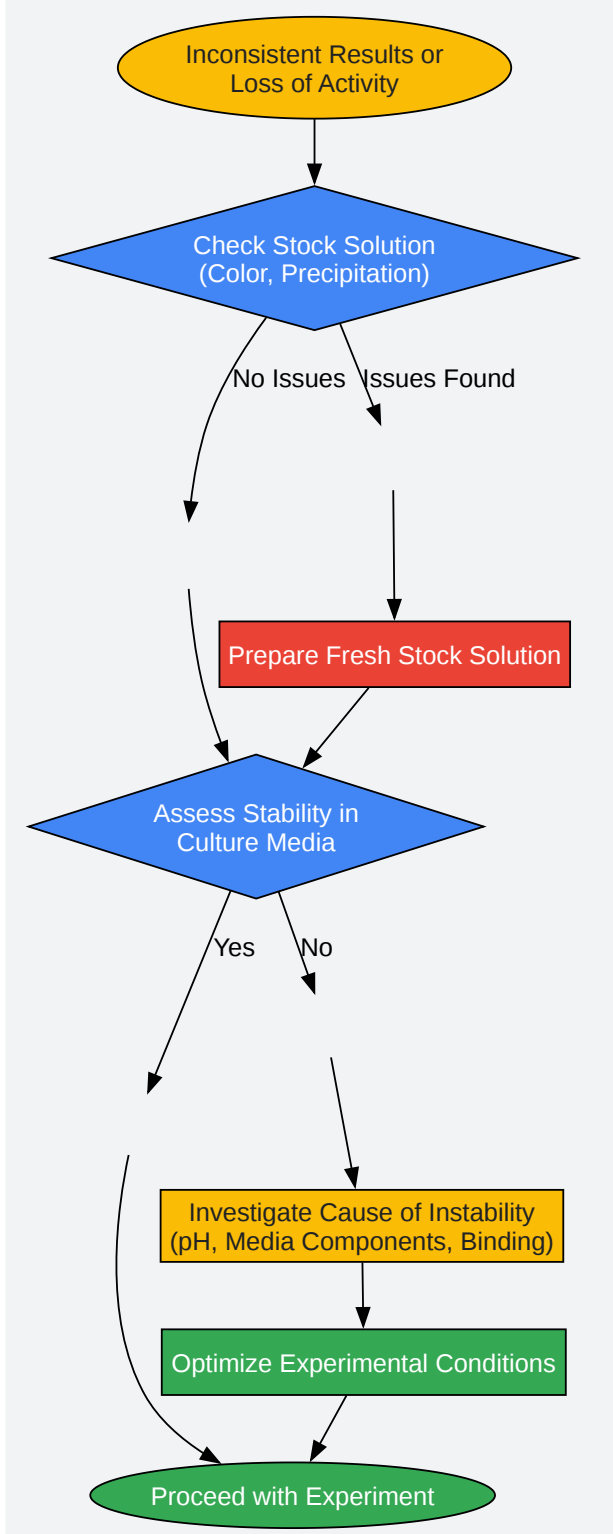 Inconsistent Results or
Loss of Activity
Check Stock Solution
(Color, Precipitation)
No Issues
Issues Found
Prepare Fresh Stock Solution
Assess Stability in
Culture Media
Yes
No
Investigate Cause of Instability
(pH, Media Components, Binding)
Optimize Experimental Conditions
Proceed with Experiment